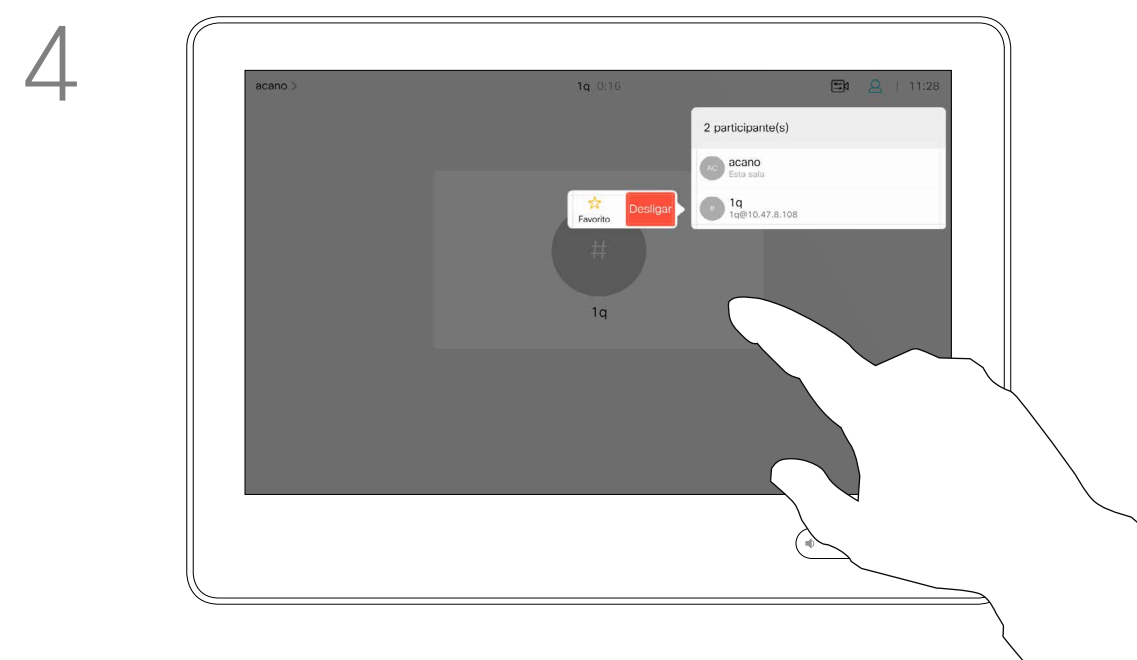 4
acano >
1q 0:16
| 11:28
2 participante(s)
AC
acano
Esta sala
Favorito
Desligar
#
1q
1q@10.47.8.108
#
1q